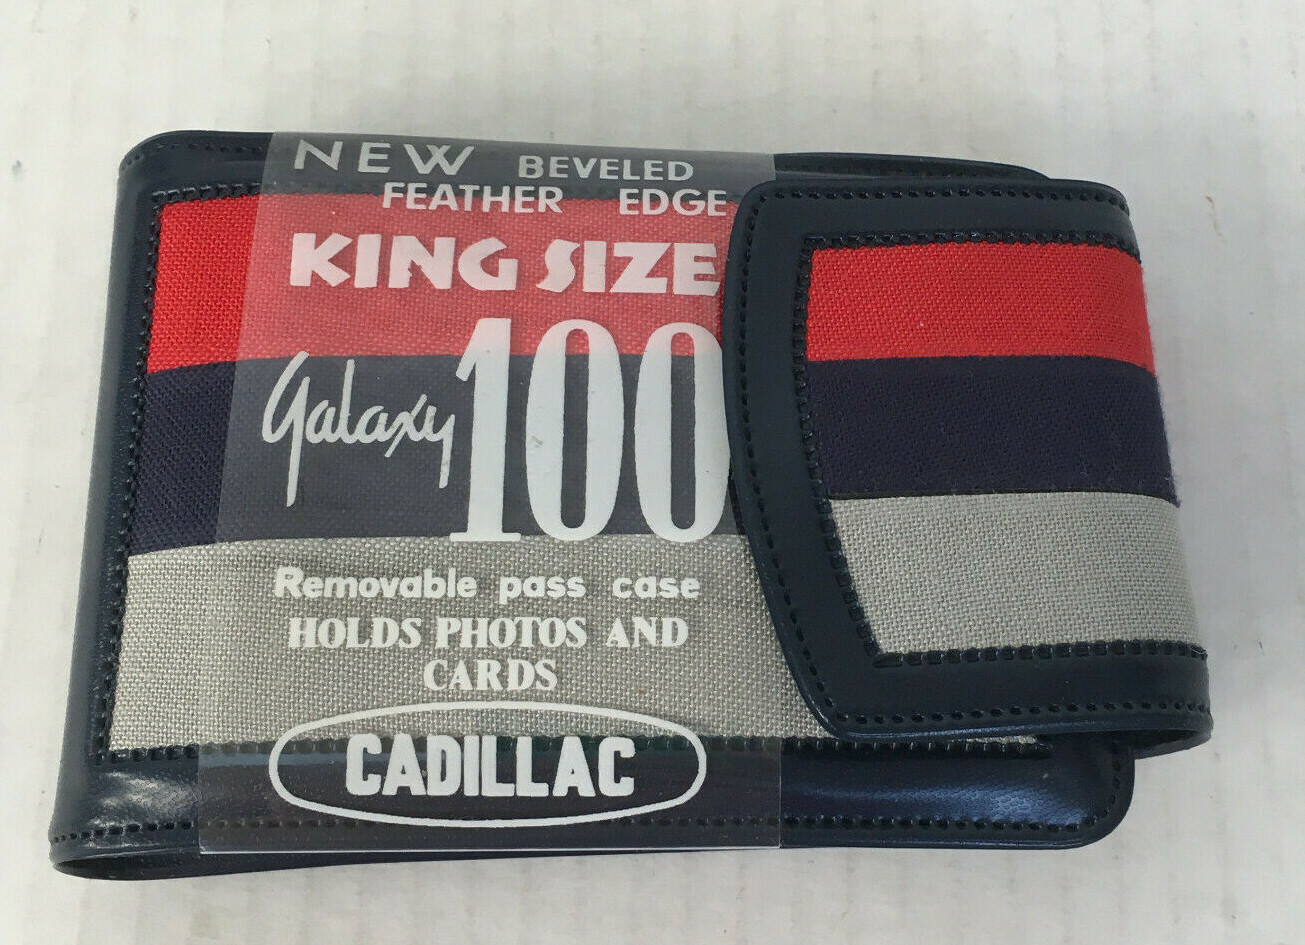 NEW BEVELED
FEATHER EDGE
KING SIZE
Galaxy 100
Removable pass case
HOLDS PHOTOS AND
CARDS
CADILLAC